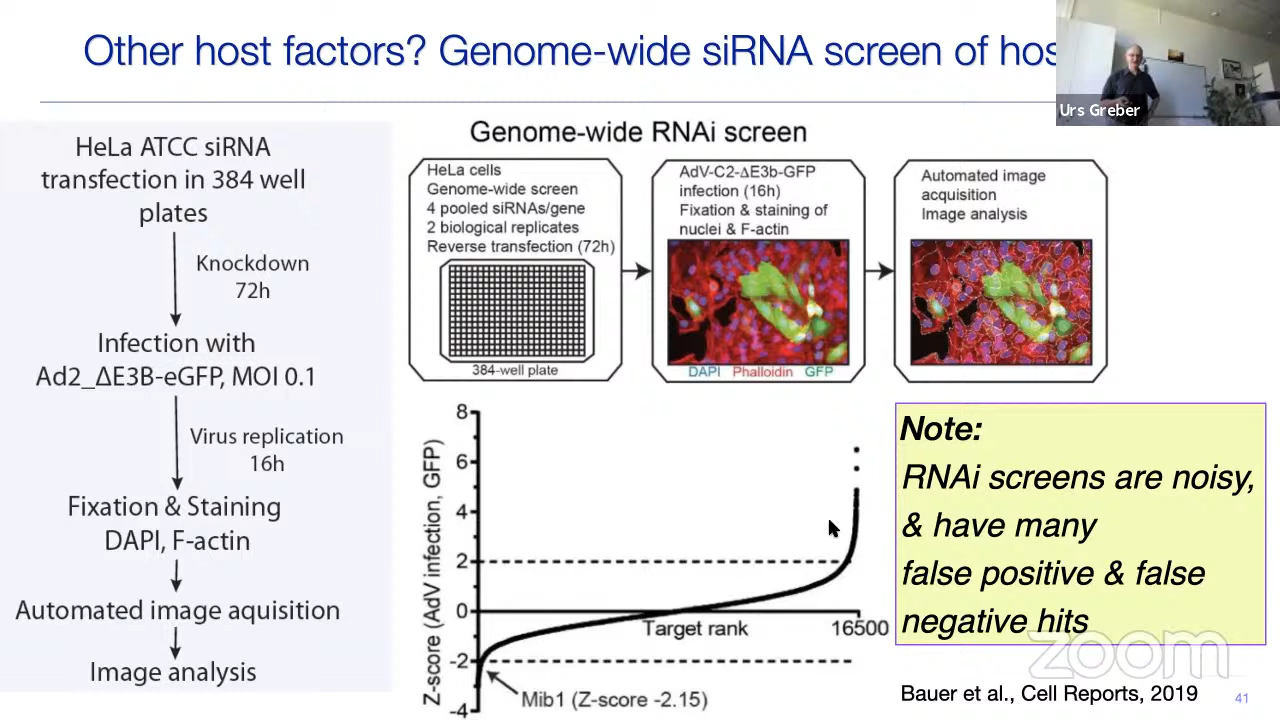 Other host factors? Genome-wide siRNA screen of hos
Urs Greber
HeLa ATCC siRNA
transfection in 384 well
plates
Knockdown
72h
Infection with
Ad2_ΔE3B-eGFP, MOI 0.1
Virus replication
16h
Fixation & Staining
DAPI, F-actin
Automated image aquisition
Image analysis
Genome-wide RNAi screen
HeLa cells
Genome-wide screen
4 pooled siRNAs/gene
2 biological replicates
Reverse transfection (72h)
384-well plate
AdV-C2-ΔE3b-GFP
infection (16h)
Fixation & staining of
nuclei & F-actin
DAPI Phalloidin GFP
Automated image
acquisition
Image analysis
Z-score (AdV infection, GFP)
8
6
4
2
0
-2
-4
Target rank
16500
Mib1 (Z-score -2.15)
Note:
RNAi screens are noisy,
& have many
false positive & false
negative hits
zoom
Bauer et al., Cell Reports, 2019
41